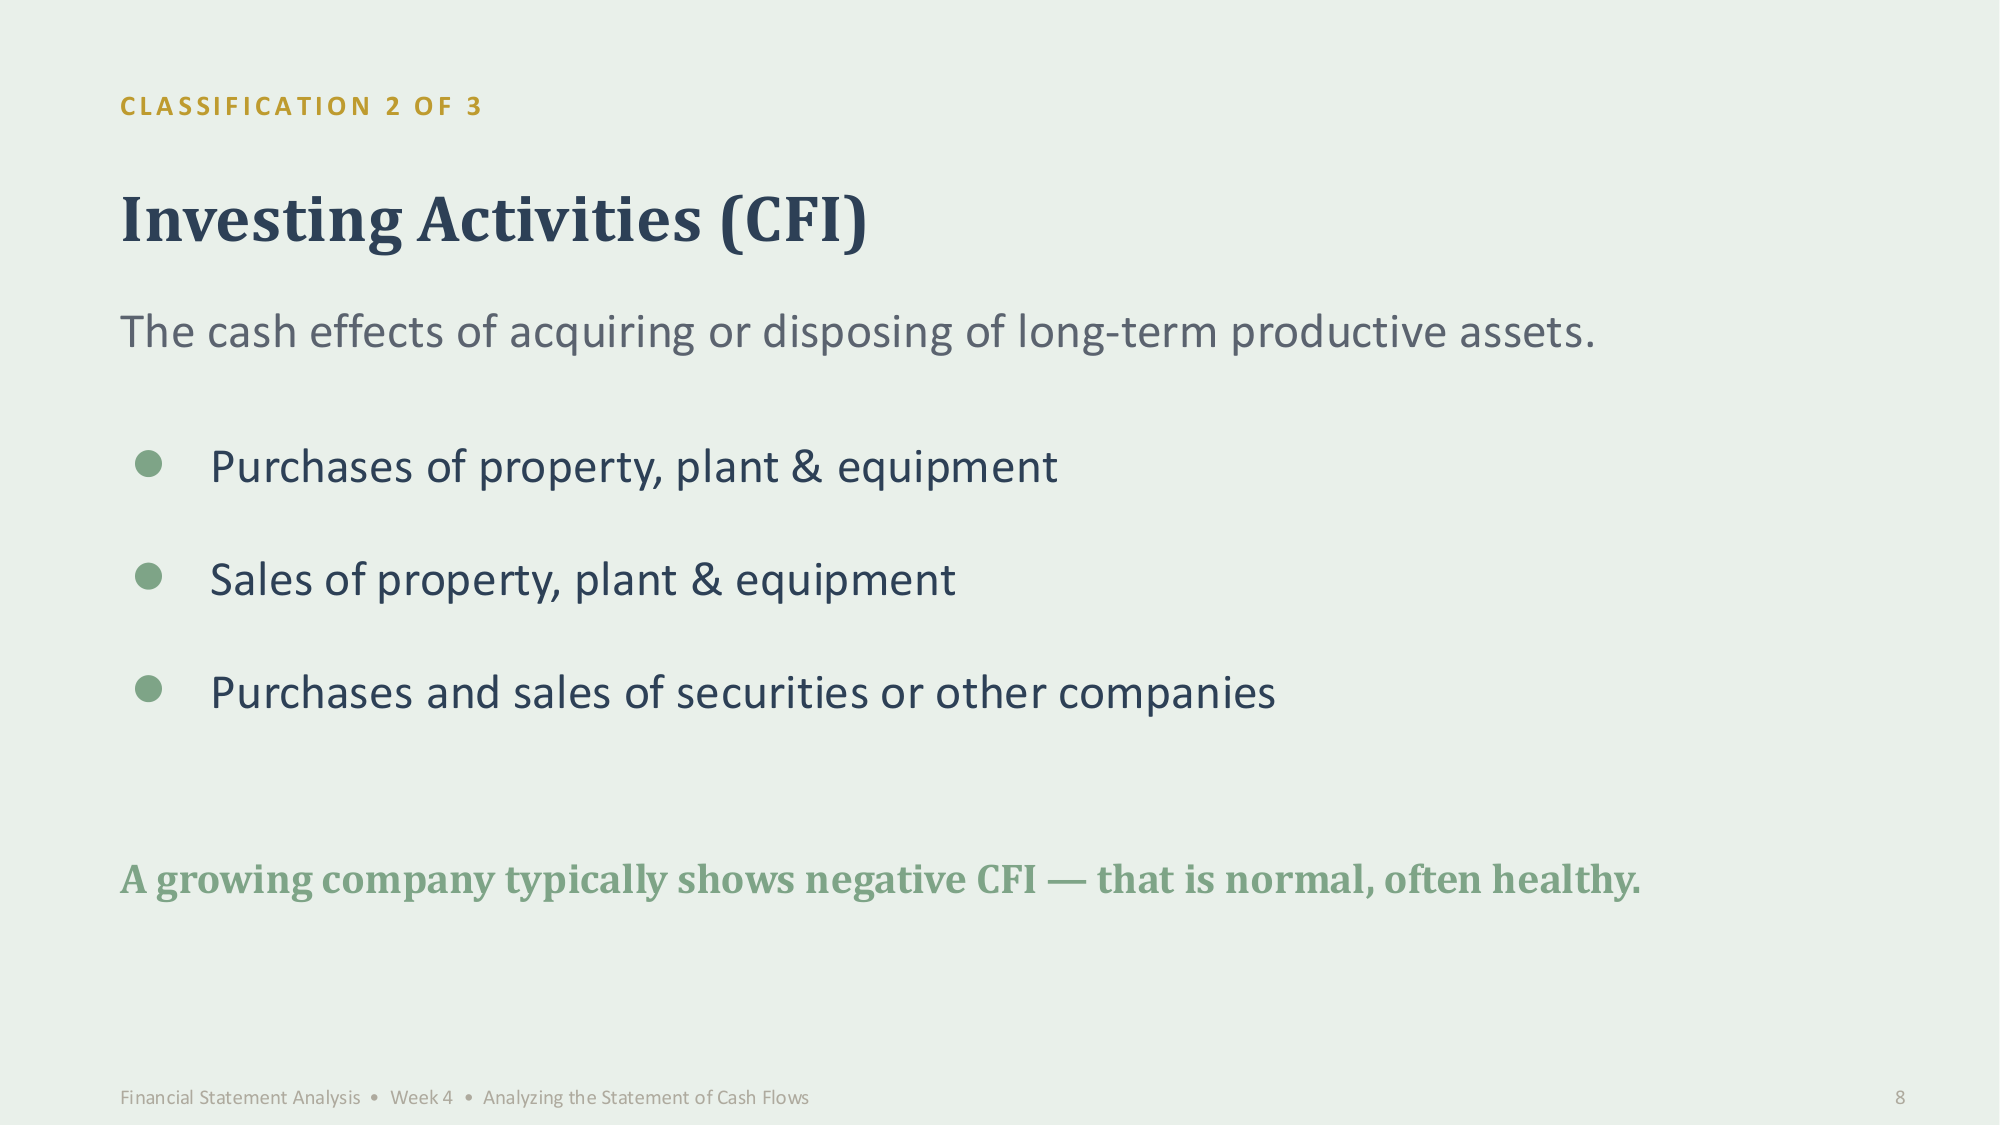 CLASSIFICATION 2 OF 3
Investing Activities (CFI)
The cash effects of acquiring or disposing of long-term productive assets.
● Purchases of property, plant & equipment
● Sales of property, plant & equipment
● Purchases and sales of securities or other companies
A growing company typically shows negative CFI — that is normal, often healthy.
Financial Statement Analysis • Week 4 • Analyzing the Statement of Cash Flows
8